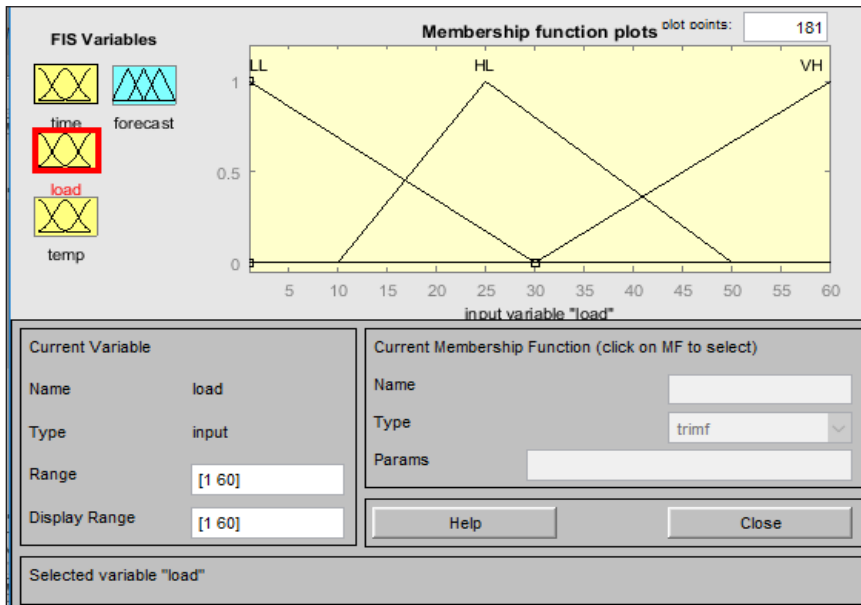 Membership function plots plot points: 181
FIS Variables
time forecast
load
temp
LL HL VH
1
0.5
0
5 10 15 20 25 30 35 40 45 50 55 60
input variable "load"
Current Variable
Name load
Type input
Range [1 60]
Display Range [1 60]
Current Membership Function (click on MF to select)
Name
Type trimf
Params
Help Close
Selected variable "load"